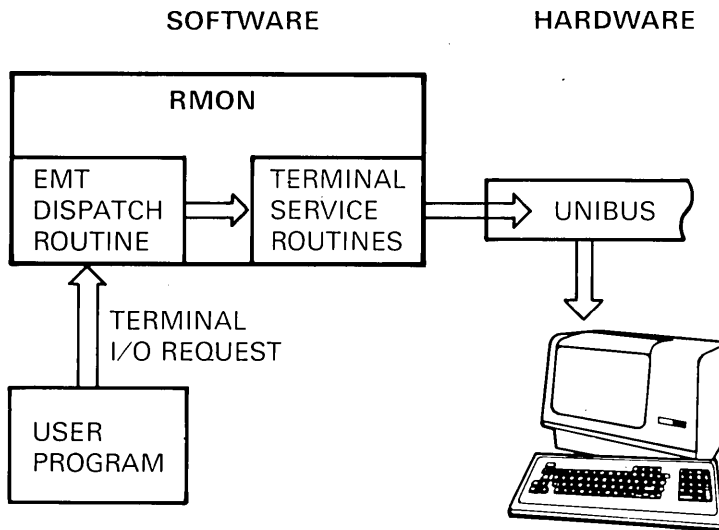 SOFTWARE
HARDWARE
RMON
EMT
DISPATCH
ROUTINE
TERMINAL
SERVICE
ROUTINES
UNIBUS
TERMINAL
I/O REQUEST
USER
PROGRAM